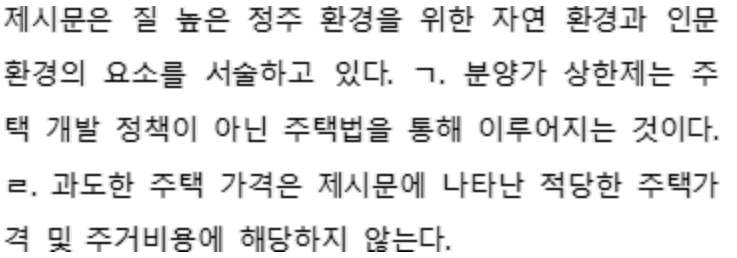 제시문은 질 높은 정주 환경을 위한 자연 환경과 인문
환경의 요소를 서술하고 있다. ㄱ. 분양가 상한제는 주
택 개발 정책이 아닌 주택법을 통해 이루어지는 것이다.
ㄹ. 과도한 주택 가격은 제시문에 나타난 적당한 주택가
격 및 주거비용에 해당하지 않는다.